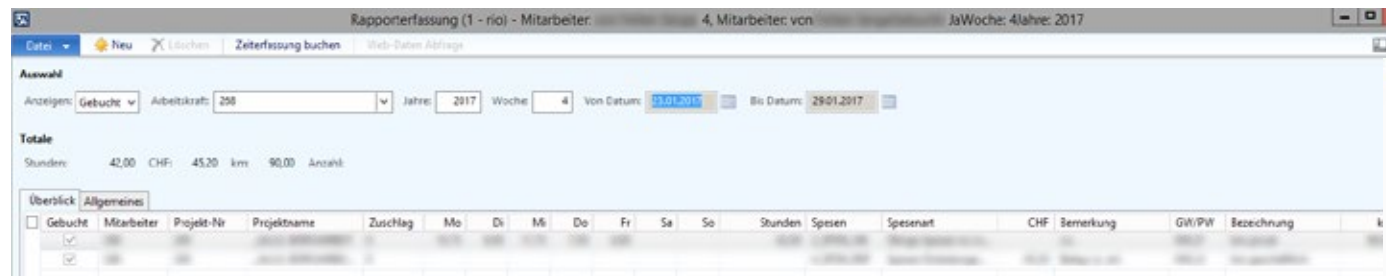 Rapporterfassung (1 - rio) - Mitarbeiter: 4, Mitarbeiter: von JaWoche: 4Jahre: 2017
Datei Neu Löschen Zeiterfassung buchen Web-Daten Abfrage
Auswahl
Anzeigen: Gebucht Arbeitskraft: 258 Jahre: 2017 Woche: 4 Von Datum: 23.01.2017 Bis Datum: 29.01.2017
Totale
Stunden: 42,00 CHF: 45,20 km: 90,00 Anzahl:
Überblick Allgemeines
Gebucht Mitarbeiter Projekt-Nr Projektname Zuschlag Mo Di Mi Do Fr Sa So Stunden Spesen Spesenart CHF Bemerkung GW/PW Bezeichnung k